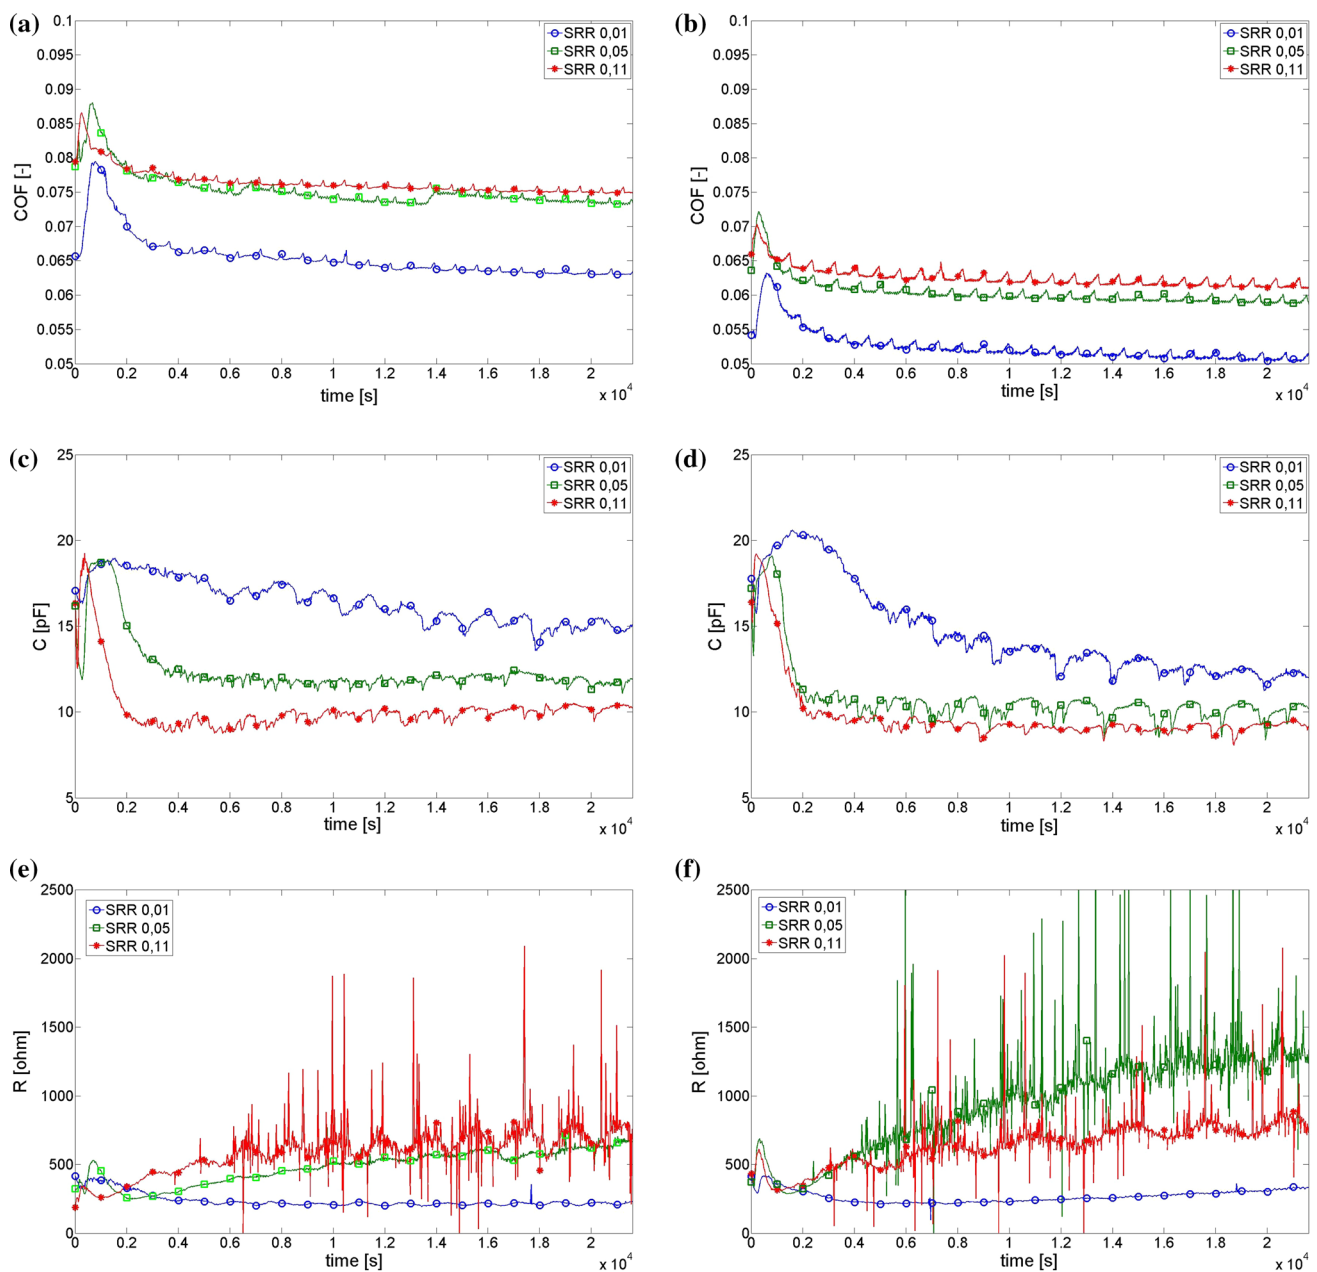 (a)
0.1
0.095
0.09
0.085
0.08
0.075
0.07
0.065
0.06
0.055
0.05
COF [-]
SRR 0,01
SRR 0,05
SRR 0,11
0 0.2 0.4 0.6 0.8 1 1.2 1.4 1.6 1.8 2
time [s]
x 10^4
(b)
0.1
0.095
0.09
0.085
0.08
0.075
0.07
0.065
0.06
0.055
0.05
COF [-]
SRR 0,01
SRR 0,05
SRR 0,11
0 0.2 0.4 0.6 0.8 1 1.2 1.4 1.6 1.8 2
time [s]
x 10^4
(c)
25
20
15
10
5
C [pF]
SRR 0,01
SRR 0,05
SRR 0,11
0 0.2 0.4 0.6 0.8 1 1.2 1.4 1.6 1.8 2
time [s]
x 10^4
(d)
25
20
15
10
5
C [pF]
SRR 0,01
SRR 0,05
SRR 0,11
0 0.2 0.4 0.6 0.8 1 1.2 1.4 1.6 1.8 2
time [s]
x 10^4
(e)
2500
2000
1500
1000
500
0
R [ohm]
SRR 0,01
SRR 0,05
SRR 0,11
0 0.2 0.4 0.6 0.8 1 1.2 1.4 1.6 1.8 2
time [s]
x 10^4
(f)
2500
2000
1500
1000
500
0
R [ohm]
SRR 0,01
SRR 0,05
SRR 0,11
0 0.2 0.4 0.6 0.8 1 1.2 1.4 1.6 1.8 2
time [s]
x 10^4